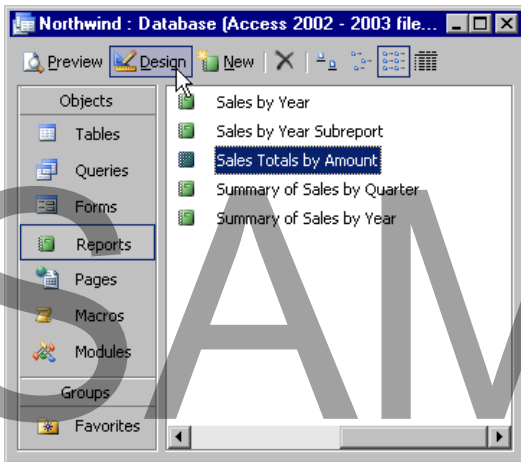 Northwind : Database (Access 2002 - 2003 file...
Preview Design New
Objects
Tables
Queries
Forms
Reports
Pages
Macros
Modules
Groups
Favorites
Sales by Year
Sales by Year Subreport
Sales Totals by Amount
Summary of Sales by Quarter
Summary of Sales by Year
SAM